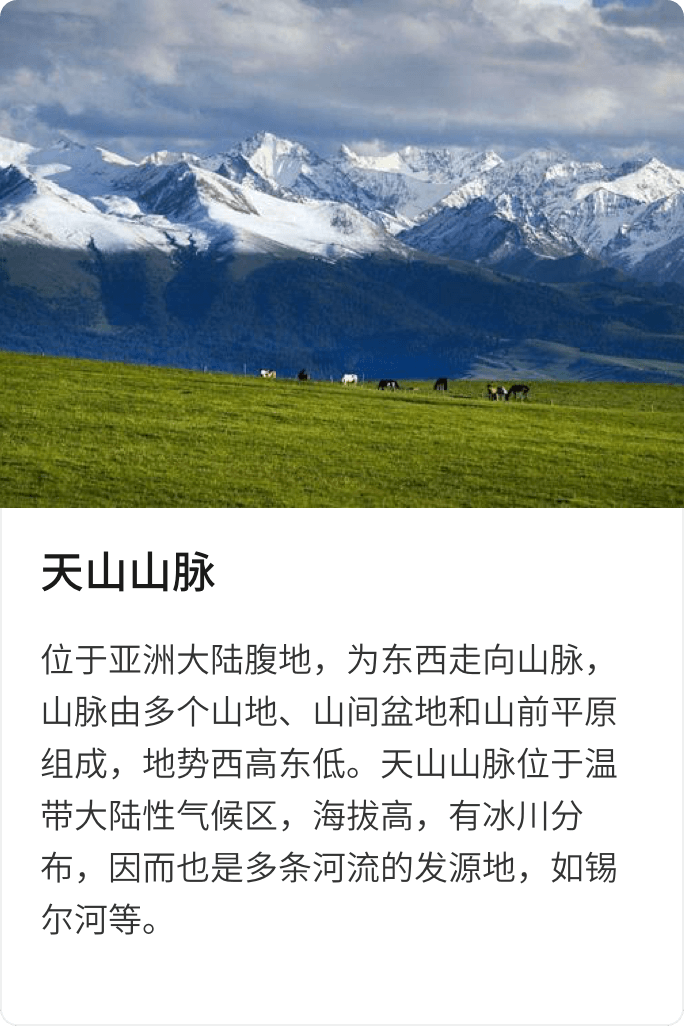 天山山脉
位于亚洲大陆腹地，为东西走向山脉，
山脉由多个山地、山间盆地和山前平原
组成，地势西高东低。天山山脉位于温
带大陆性气候区，海拔高，有冰川分
布，因而也是多条河流的发源地，如锡
尔河等。